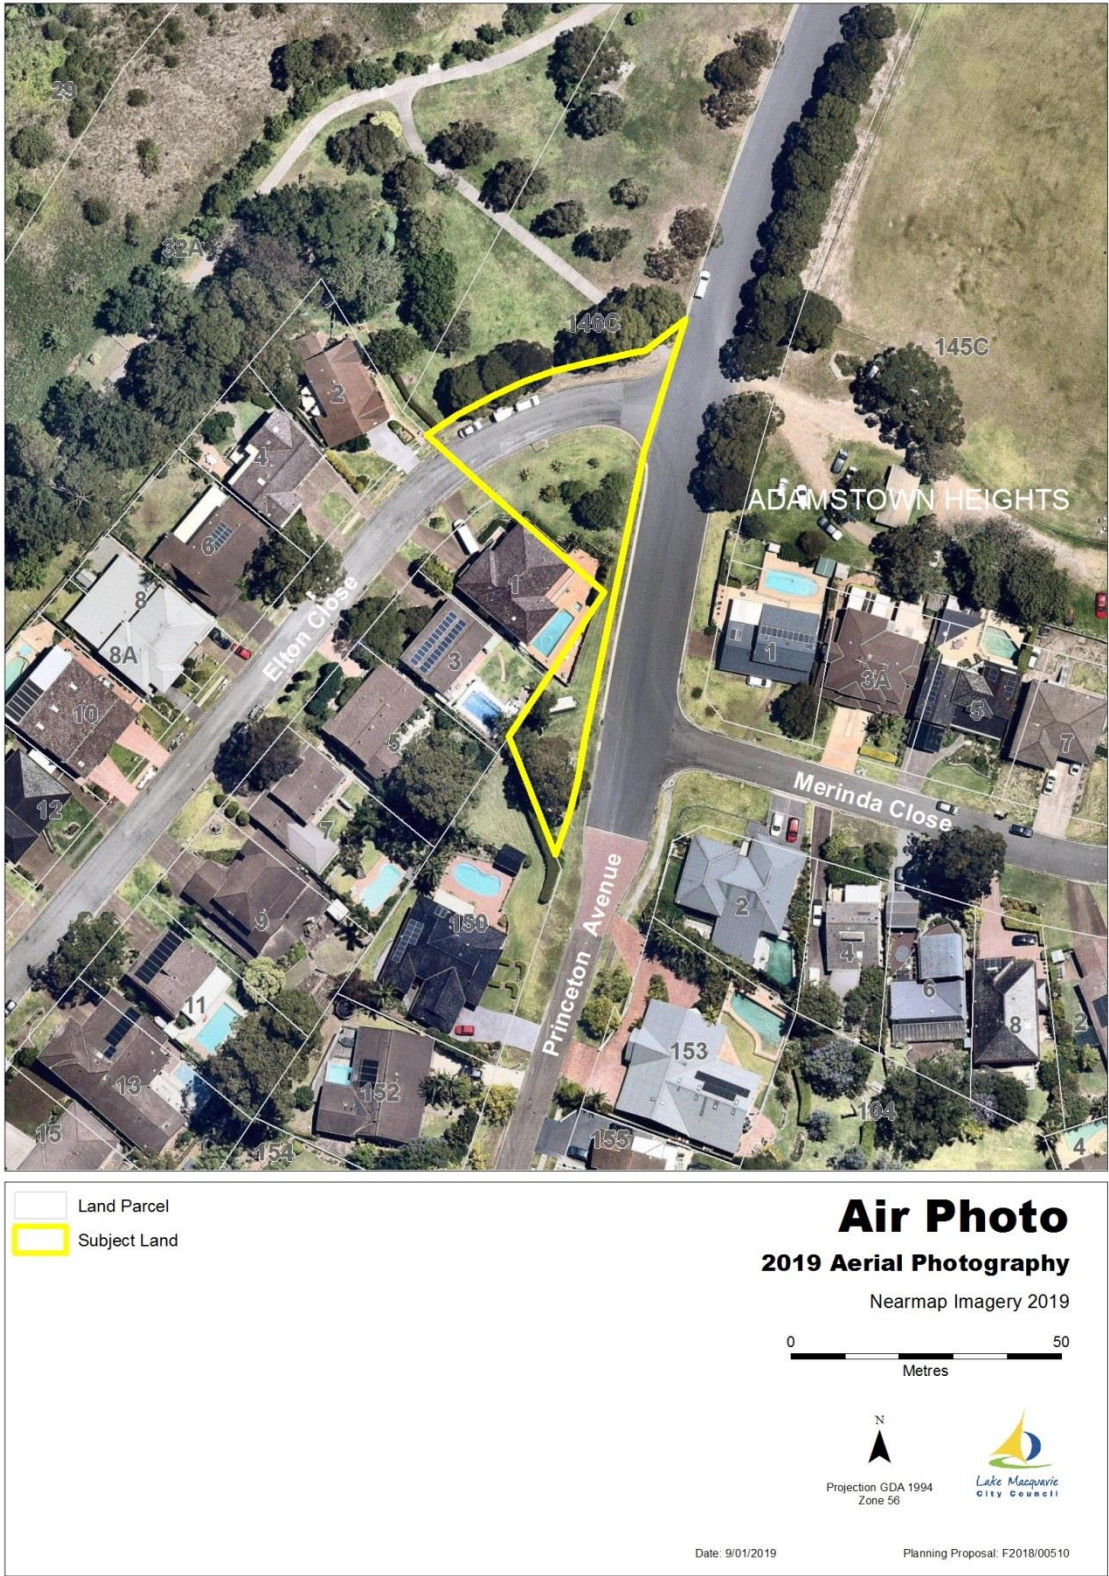 29
32A
148C
145C
2
4
ADAMSTOWN HEIGHTS
6
1
8
Elton Close
8A
3
1
3A
10
5
5
7
Merinda Close
12
7
2
150
9
4
Princeton Avenue
6
11
8
2
153
13
152
104
15
154
155
4
Land Parcel
Subject Land
Air Photo
2019 Aerial Photography
Nearmap Imagery 2019
0 50
Metres
N
Projection GDA 1994
Zone 56
Lake Macquarie
City Council
Date: 9/01/2019
Planning Proposal: F2018/00510